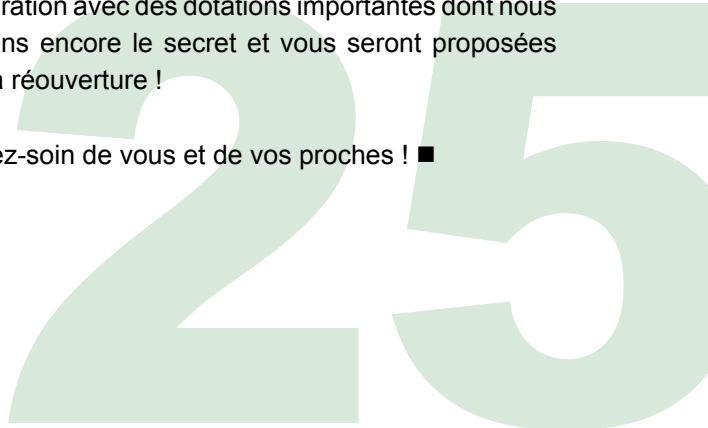 ration avec des dotations importantes dont nous
ns encore le secret et vous seront proposées
a réouverture !
ez-soin de vous et de vos proches ! ■
25